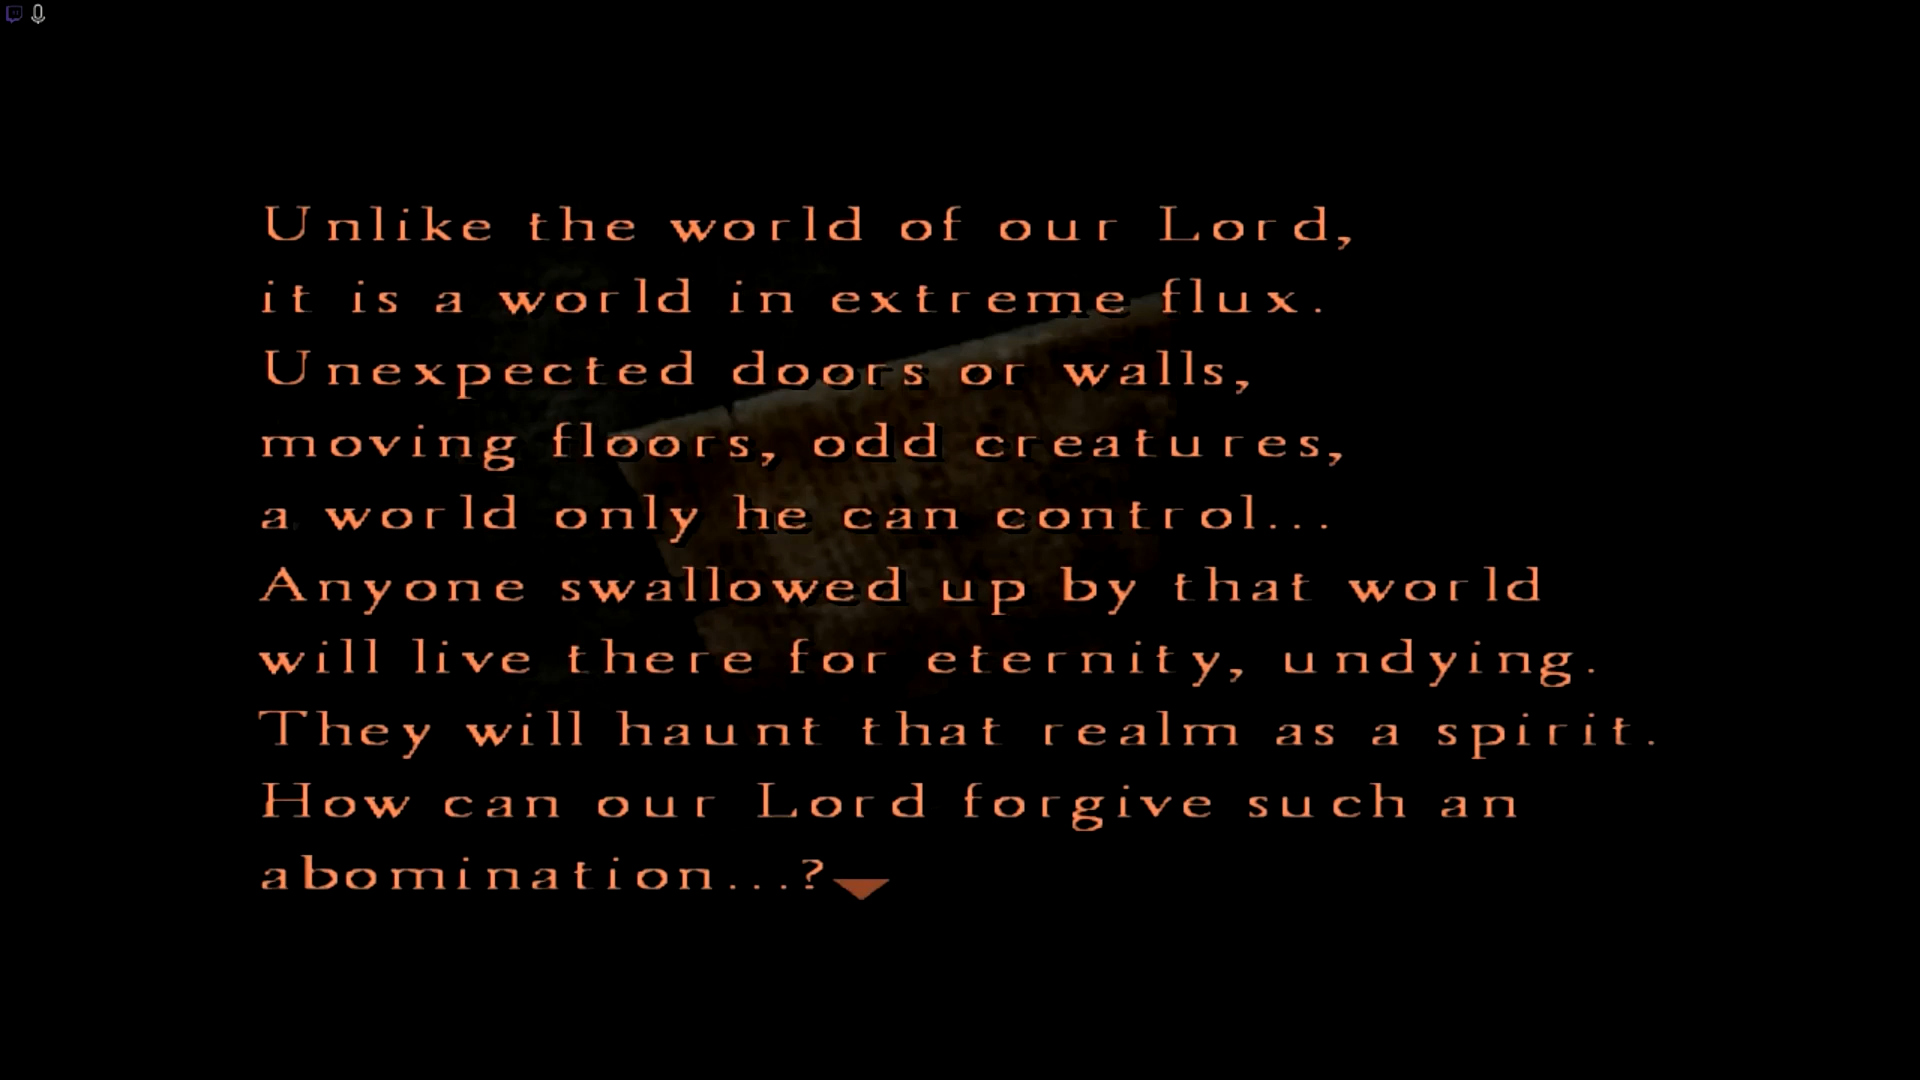 Unlike the world of our Lord,
it is a world in extreme flux.
Unexpected doors or walls,
moving floors, odd creatures,
a world only he can control...
Anyone swallowed up by that world
will live there for eternity, undying.
They will haunt that realm as a spirit.
How can our Lord forgive such an
abomination...?